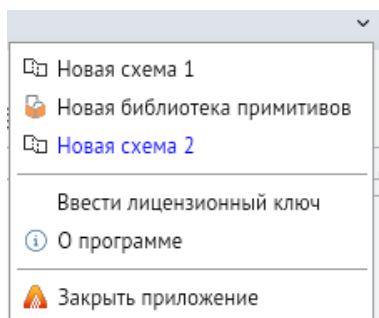 Новая схема 1
Новая библиотека примитивов
Новая схема 2
Ввести лицензионный ключ
О программе
Закрыть приложение